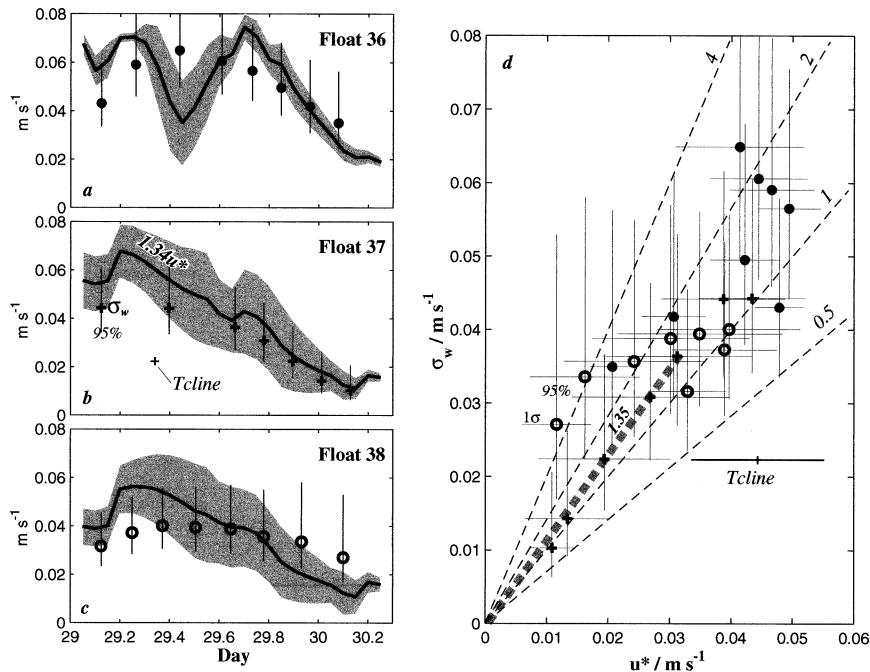 0.08
0.06
0.04
0.02
0
m s⁻¹
Float 36
a
0.08
0.06
0.04
0.02
0
m s⁻¹
Float 37
1.34u*
σw
95%
Tcline
b
0.08
0.06
0.04
0.02
0
m s⁻¹
Float 38
c
29 29.2 29.4 29.6 29.8 30 30.2
Day
0.08
0.07
0.06
0.05
0.04
0.03
0.02
0.01
0
σw / m s⁻¹
d
4
2
1
0.5
95%
1σ
1.35
Tcline
0 0.01 0.02 0.03 0.04 0.05 0.06
u* / m s⁻¹